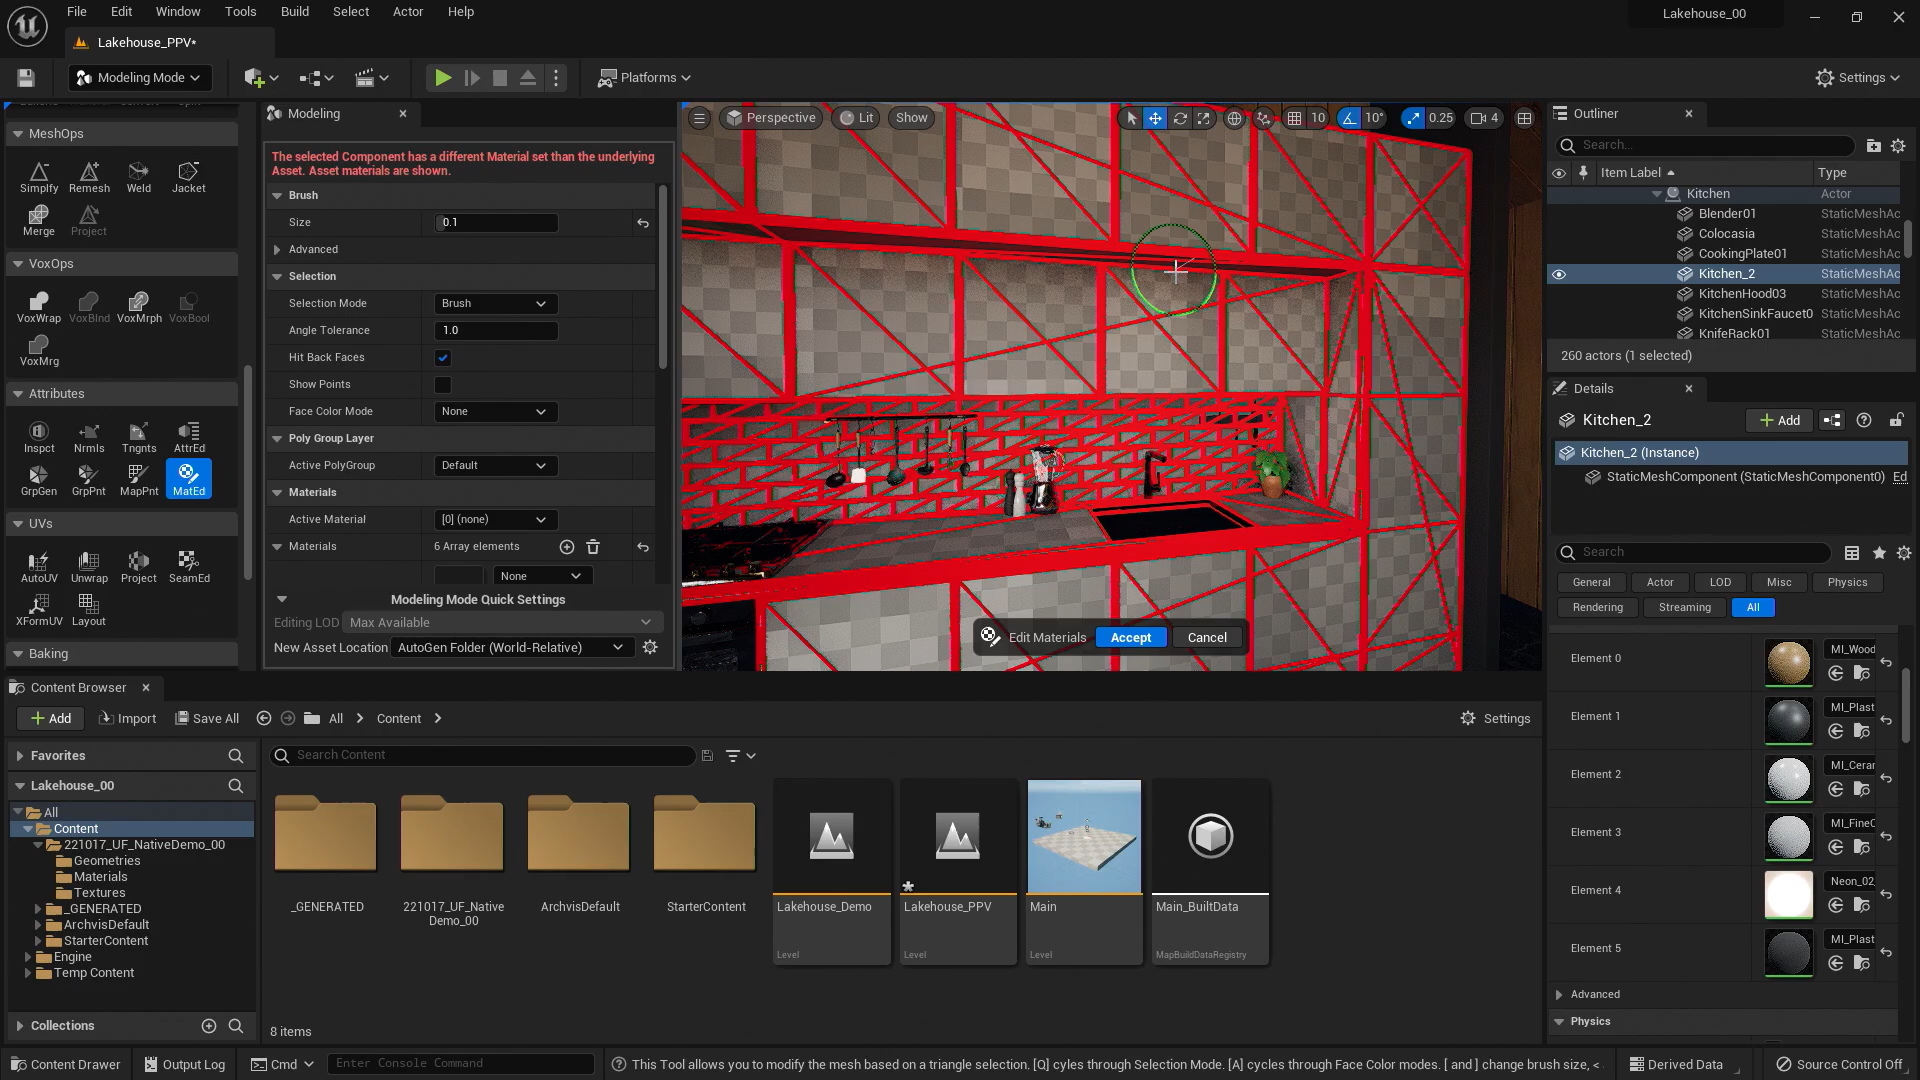 File Edit Window Tools Build Select Actor Help
Lakehouse_00
Lakehouse_PPV*
Modeling Mode
Platforms
Settings
MeshOps
Simplfy Remesh Weld Jacket
Merge Project
VoxOps
VoxWrap VoxBlnd VoxMrph VoxBool
VoxMrg
Attributes
Inspct Nrmls Tngnts AttrEd
GrpGen GrpPnt MapPnt MatEd
UVs
AutoUV Unwrap Project SeamEd
XFormUV Layout
Baking
Modeling
The selected Component has a different Material set than the underlying
Asset. Asset materials are shown.
Brush
Size 0.1
Advanced
Selection
Selection Mode Brush
Angle Tolerance 1.0
Hit Back Faces
Show Points
Face Color Mode None
Poly Group Layer
Active PolyGroup Default
Materials
Active Material [0] (none)
Materials 6 Array elements
None
Modeling Mode Quick Settings
Editing LOD Max Available
New Asset Location AutoGen Folder (World-Relative)
Perspective Lit Show
10 10° 0.25 4
Edit Materials Accept Cancel
Outliner
Search...
Item Label Type
Kitchen Actor
Blender01 StaticMeshAc
Colocasia StaticMeshAc
CookingPlate01 StaticMeshAc
Kitchen_2 StaticMeshAc
KitchenHood03 StaticMeshAc
KitchenSinkFaucet0 StaticMeshAc
KnifeRack01 StaticMeshAc
260 actors (1 selected)
Details
Kitchen_2 Add
Kitchen_2 (Instance)
StaticMeshComponent (StaticMeshComponent0) Ed
Search
General Actor LOD Misc Physics
Rendering Streaming All
Element 0 MI_Wood
Element 1 MI_Plast
Element 2 MI_Cerar
Element 3 MI_FineC
Element 4 Neon_02
Element 5 MI_Plast
Advanced
Physics
Content Browser
Add Import Save All All Content Settings
Favorites
Lakehouse_00
All
Content
221017_UF_NativeDemo_00
Geometries
Materials
Textures
_GENERATED
ArchvisDefault
StarterContent
Engine
Temp Content
Collections
Search Content
_GENERATED
221017_UF_Native
Demo_00
ArchvisDefault
StarterContent
Lakehouse_Demo
Level
Lakehouse_PPV
Level
Main
Level
Main_BuiltData
MapBuildDataRegistry
8 items
Content Drawer Output Log Cmd Enter Console Command This Tool allows you to modify the mesh based on a triangle selection. [Q] cyles through Selection Mode. [A] cycles through Face Color modes. [ and ] change brush size, < Derived Data Source Control Off